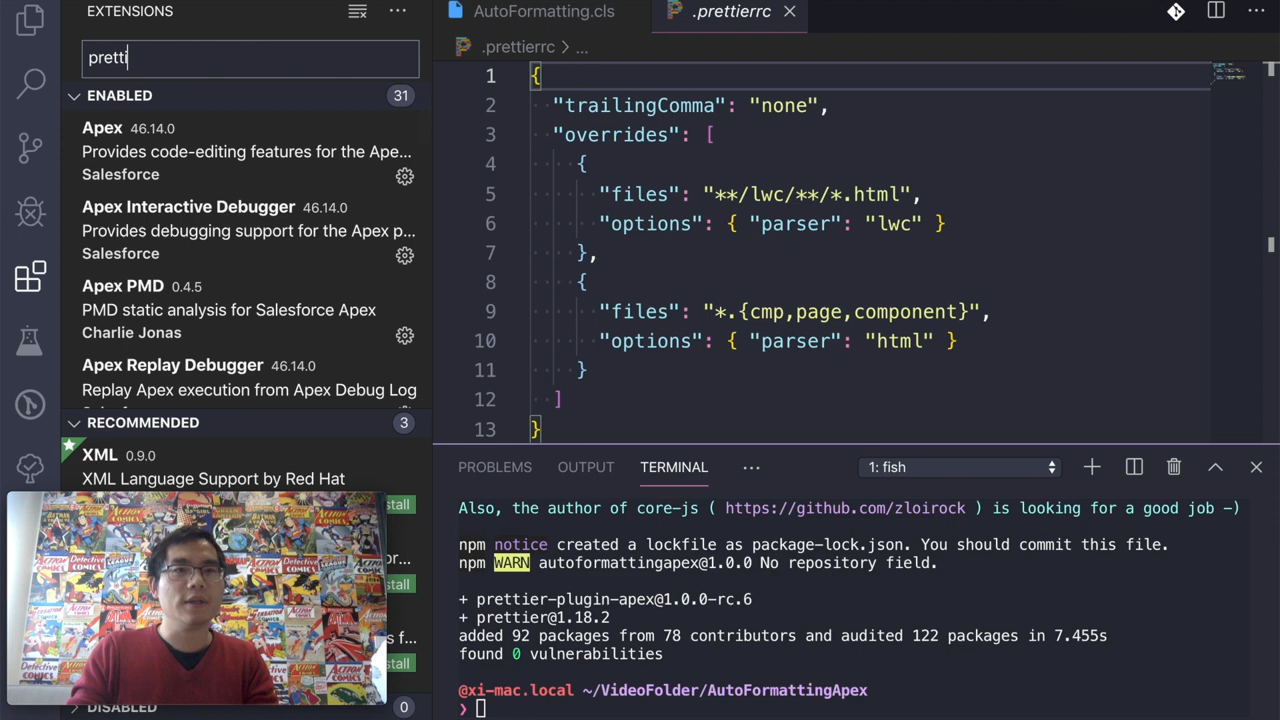 EXTENSIONS
pretti
ENABLED 31
Apex 46.14.0
Provides code-editing features for the Ape...
Salesforce
Apex Interactive Debugger 46.14.0
Provides debugging support for the Apex p...
Salesforce
Apex PMD 0.4.5
PMD static analysis for Salesforce Apex
Charlie Jonas
Apex Replay Debugger 46.14.0
Replay Apex execution from Apex Debug Log
RECOMMENDED 3
XML 0.9.0
XML Language Support by Red Hat
stall
or...
stall
s f...
stall
DISABLED 0
AutoFormatting.cls
.prettierrc
.prettierrc > ...
1 {
2 "trailingComma": "none",
3 "overrides": [
4 {
5 "files": "**/lwc/**/*.html",
6 "options": { "parser": "lwc" }
7 },
8 {
9 "files": "*.{cmp,page,component}",
10 "options": { "parser": "html" }
11 }
12 ]
13 }
PROBLEMS OUTPUT TERMINAL ... 1: fish
Also, the author of core-js ( https://github.com/zloirock ) is looking for a good job -)
npm notice created a lockfile as package-lock.json. You should commit this file.
npm WARN autoformattingapex@1.0.0 No repository field.
+ prettier-plugin-apex@1.0.0-rc.6
+ prettier@1.18.2
added 92 packages from 78 contributors and audited 122 packages in 7.455s
found 0 vulnerabilities
@xi-mac.local ~/VideoFolder/AutoFormattingApex
❯
ACTION COMICS